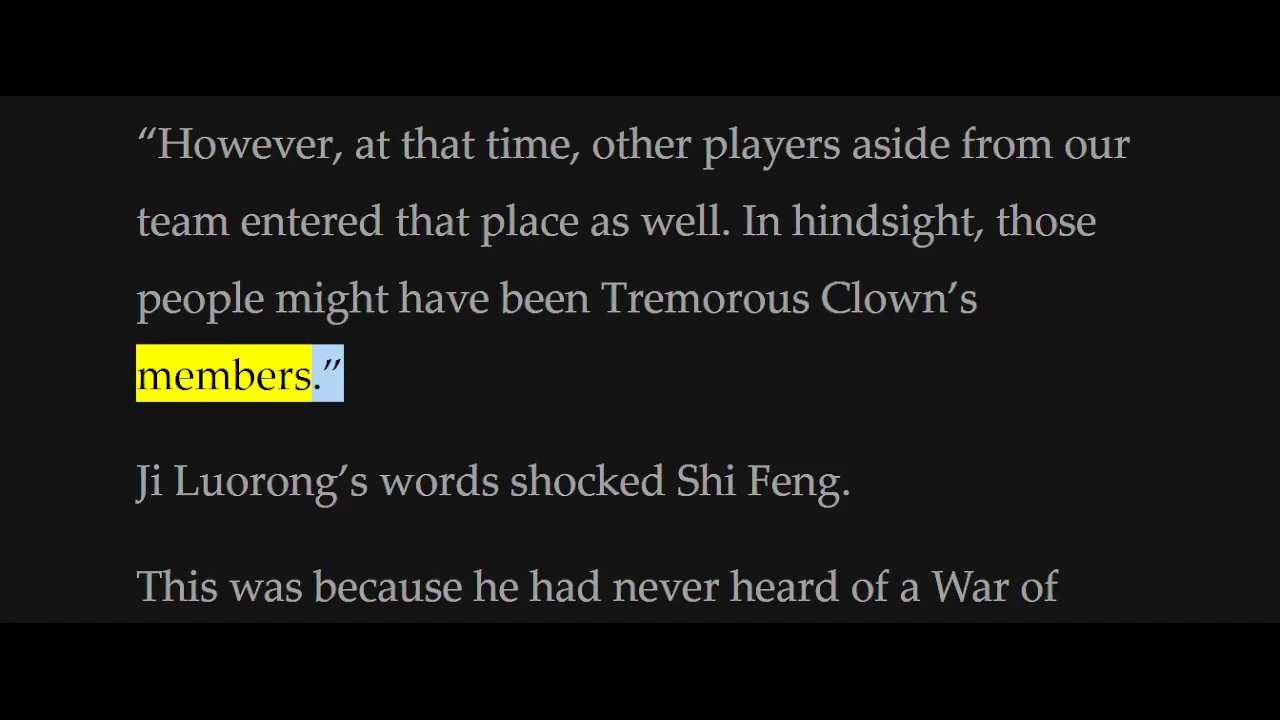 “However, at that time, other players aside from our
team entered that place as well. In hindsight, those
people might have been Tremorous Clown’s
members.”
Ji Luorong’s words shocked Shi Feng.
This was because he had never heard of a War of